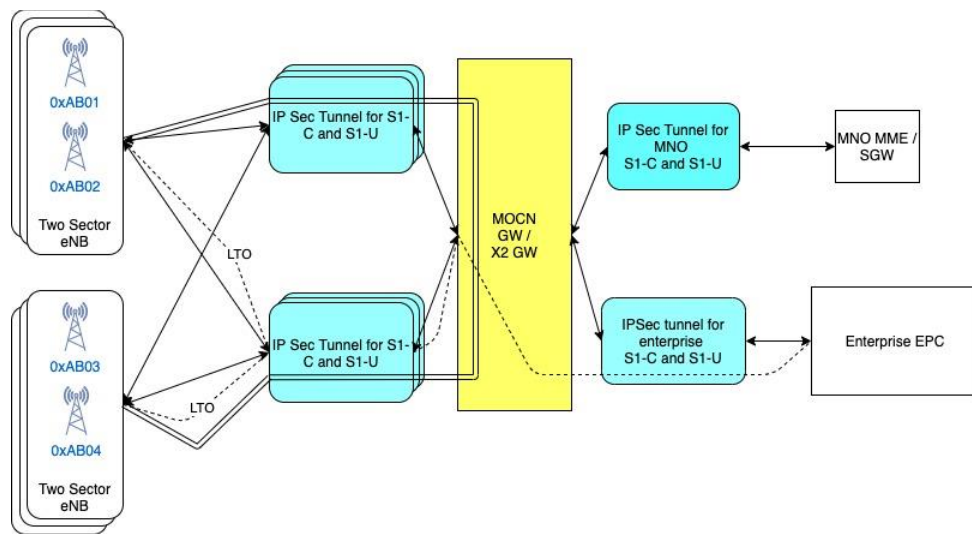 0xAB01
0xAB02
Two Sector
eNB
0xAB03
0xAB04
Two Sector
eNB
LTO
LTO
IP Sec Tunnel for S1-
C and S1-U
IP Sec Tunnel for S1-
C and S1-U
MOCN
GW /
X2 GW
IP Sec Tunnel for
MNO
S1-C and S1-U
IPSec tunnel for
enterprise
S1-C and S1-U
MNO MME /
SGW
Enterprise EPC